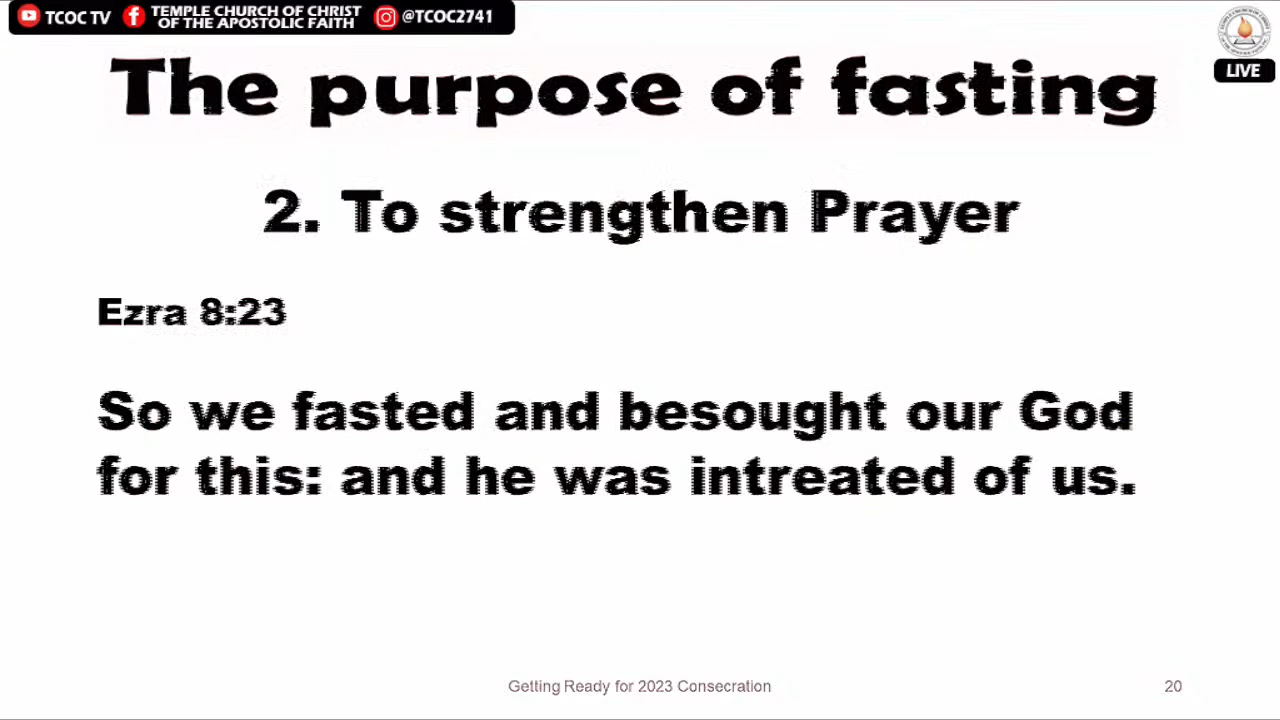 TCOC TV TEMPLE CHURCH OF CHRIST OF THE APOSTOLIC FAITH @TCOC2741
LIVE
The purpose of fasting
2. To strengthen Prayer
Ezra 8:23
So we fasted and besought our God
for this: and he was intreated of us.
Getting Ready for 2023 Consecration 20